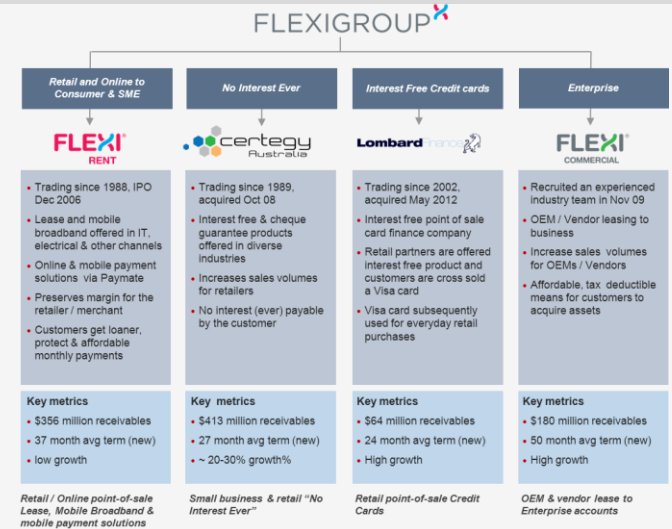 FLEXIGROUP
Retail and Online to
Consumer & SME
No Interest Ever
Interest Free Credit cards
Enterprise
FLEXI
RENT
certegy
Australia
Lombard Finance
FLEXI
COMMERCIAL
• Trading since 1988, IPO
Dec 2006
• Lease and mobile
broadband offered in IT,
electrical & other channels
• Online & mobile payment
solutions via Paymate
• Preserves margin for the
retailer / merchant
• Customers get loaner,
protect & affordable
monthly payments
• Trading since 1989,
acquired Oct 08
• Interest free & cheque
guarantee products
offered in diverse
industries
• Increases sales volumes
for retailers
• No interest (ever) payable
by the customer
• Trading since 2002,
acquired May 2012
• Interest free point of sale
card finance company
• Retail partners are offered
interest free product and
customers are cross sold
a Visa card
• Visa card subsequently
used for everyday retail
purchases
• Recruited an experienced
industry team in Nov 09
• OEM / Vendor leasing to
business
• Increase sales volumes
for OEMs / Vendors
• Affordable, tax deductible
means for customers to
acquire assets
Key metrics
• $356 million receivables
• 37 month avg term (new)
• low growth
Key metrics
• $413 million receivables
• 27 month avg term (new)
• ~ 20-30% growth%
Key metrics
• $64 million receivables
• 24 month avg term (new)
• High growth
Key metrics
• $180 million receivables
• 50 month avg term (new)
• High growth
Retail / Online point-of-sale
Lease, Mobile Broadband &
mobile payment solutions
Small business & retail “No
Interest Ever”
Retail point-of-sale Credit
Cards
OEM & vendor lease to
Enterprise accounts